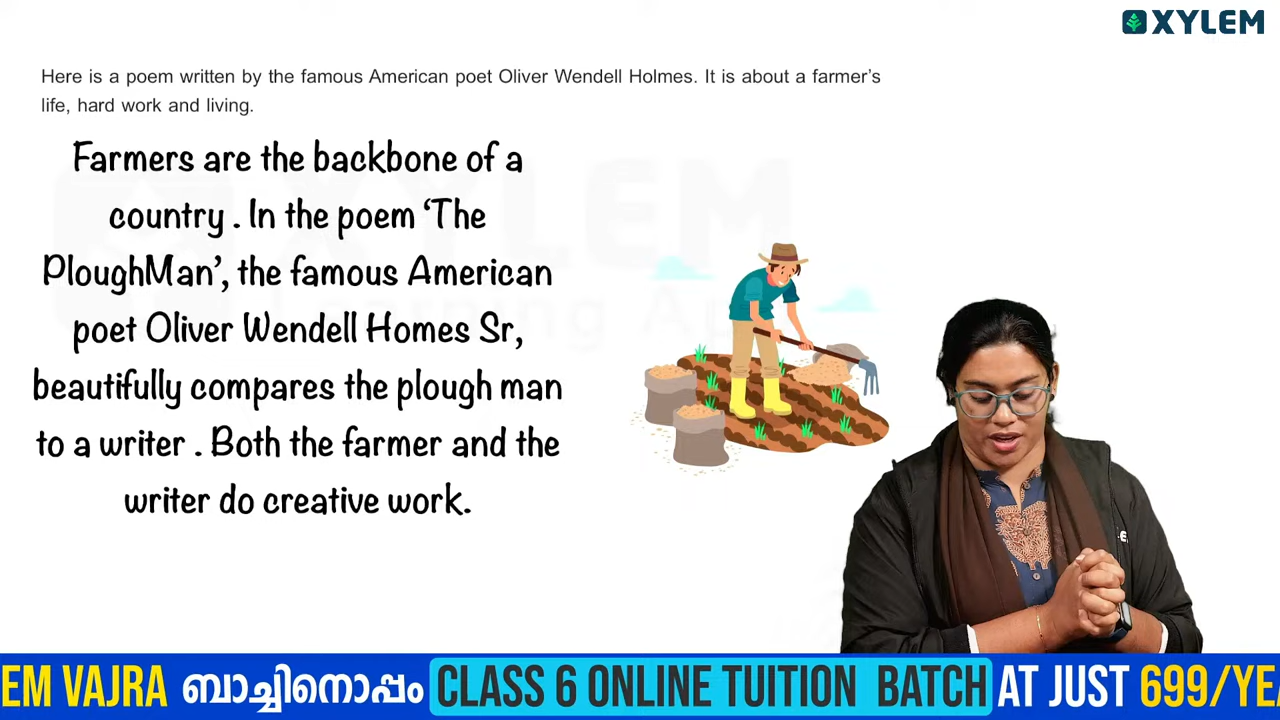 XYLEM
Here is a poem written by the famous American poet Oliver Wendell Holmes. It is about a farmer's
life, hard work and living.
Farmers are the backbone of a
country . In the poem ‘The
PloughMan’, the famous American
poet Oliver Wendell Homes Sr,
beautifully compares the plough man
to a writer . Both the farmer and the
writer do creative work.
EM VAJRA ബാച്ചിനൊപ്പം CLASS 6 ONLINE TUITION BATCH AT JUST 699/YEA